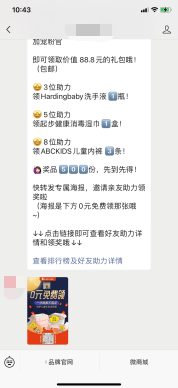 10:43
加宠粉官
即可领取价值 88.8元的礼包哦！
（包邮）
3位助力
领Hardingbaby洗手液1瓶！
5位助力
领起步健康消毒湿巾1盒！
8位助力
领ABCKIDS儿童内裤3条！
奖品500份，先到先得！
快转发专属海报，邀请亲友助力领
奖啦
（海报是下方0元免费领那张哦
~）
↓↓点击链接即可查看好友助力详
情和领奖哦↓↓
查看排行榜及好友助力详情
0元免费领
品牌官网
微商城